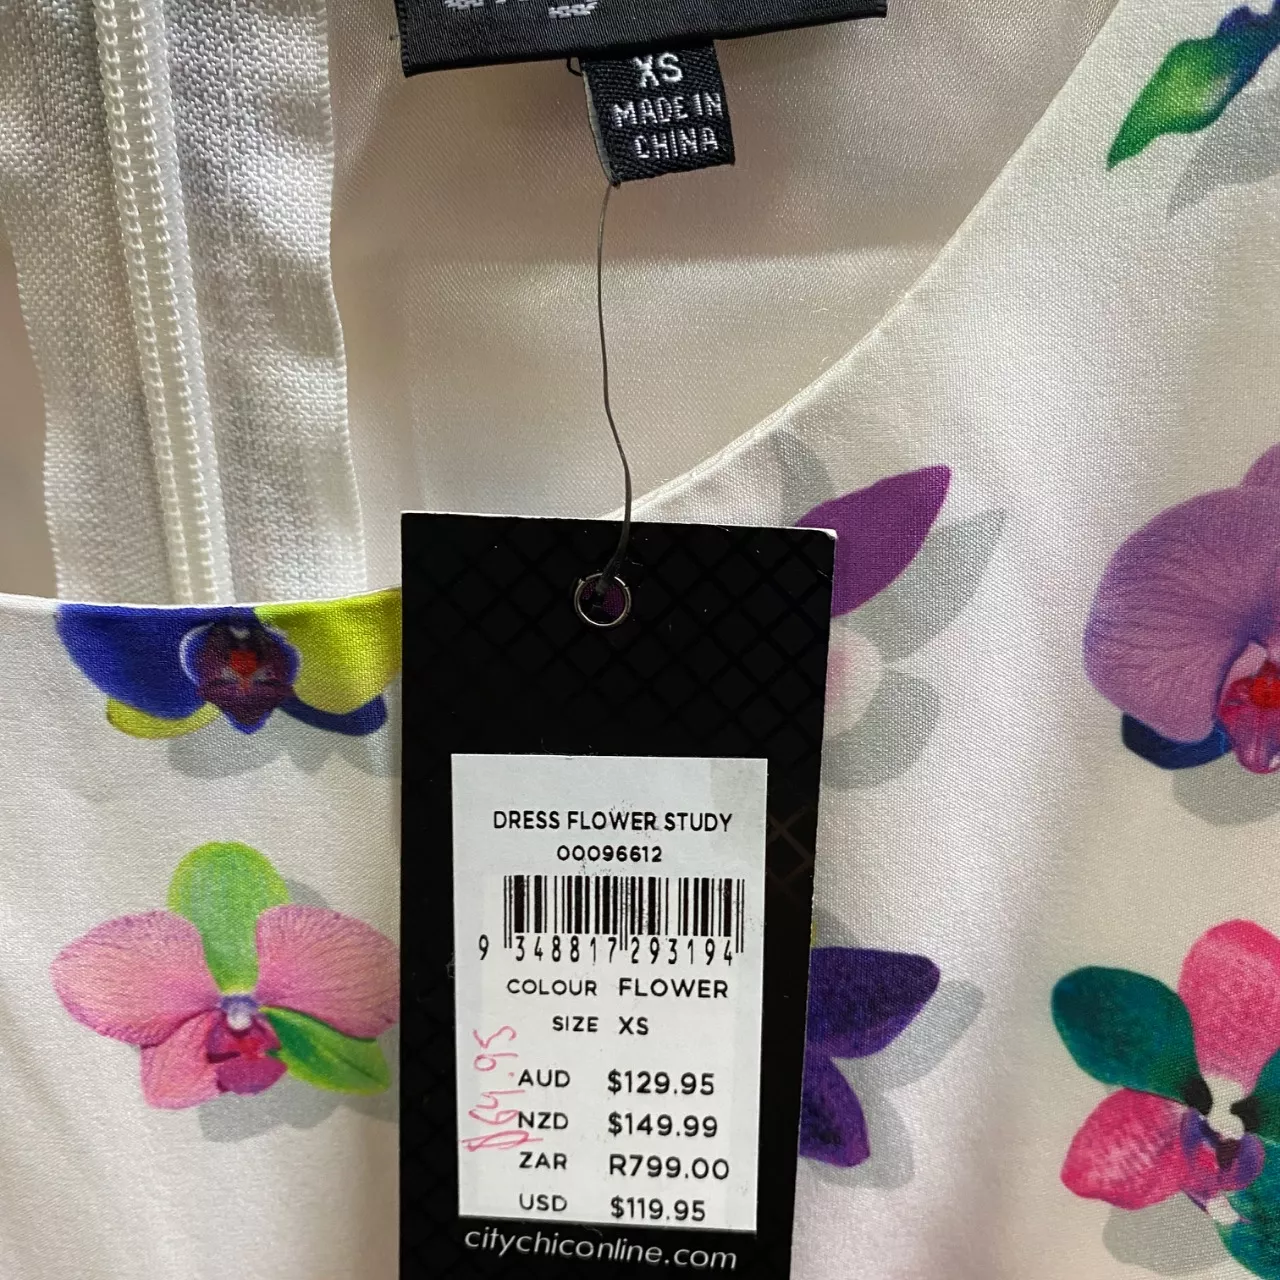 XS
MADE IN
CHINA
DRESS FLOWER STUDY
00096612
9 348817 293194
COLOUR FLOWER
SIZE XS
$64.95
AUD $129.95
NZD $149.99
ZAR R799.00
USD $119.95
citychiconline.com